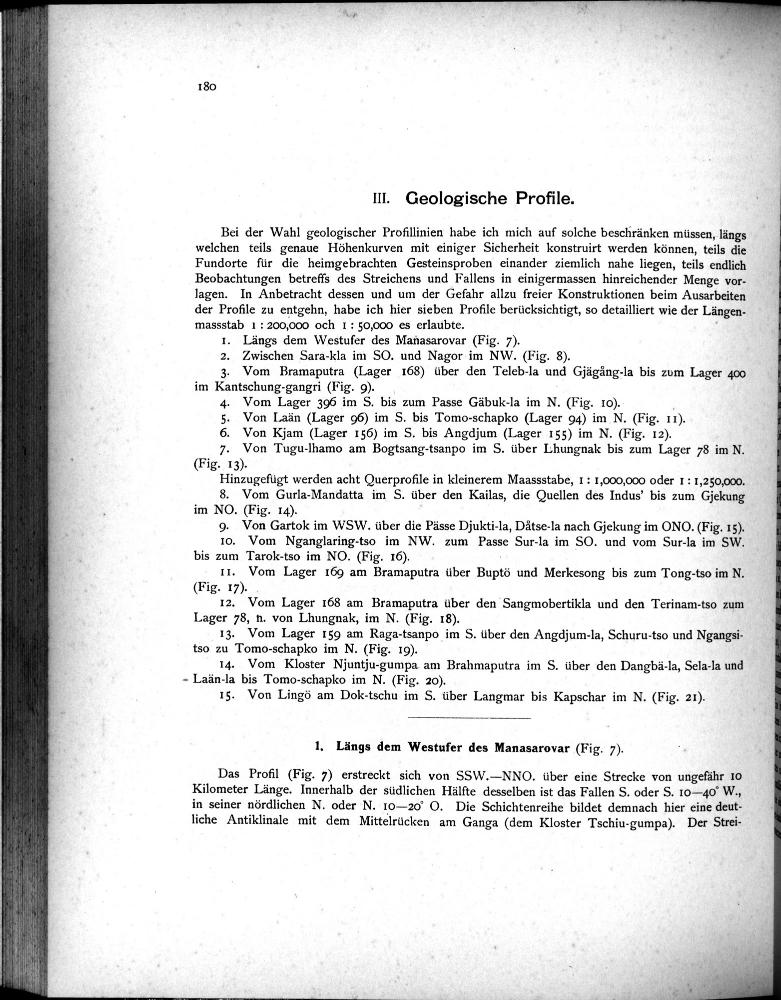 180
III. Geologische Profile.
Bei der Wahl geologischer Profillinien habe ich mich auf solche beschränken müssen, längs
welchen teils genaue Höhenkurven mit einiger Sicherheit konstruirt werden können, teils die
Fundorte für die heimgebrachten Gesteinsproben einander ziemlich nahe liegen, teils endlich
Beobachtungen betreffs des Streichens und Fallens in einigermassen hinreichender Menge vor-
lagen. In Anbetracht dessen und um der Gefahr allzu freier Konstruktionen beim Ausarbeiten
der Profile zu entgehn, habe ich hier sieben Profile berücksichtigt, so detailliert wie der Längen-
massstab 1 : 200,000 och 1 : 50,000 es erlaubte.
1. Längs dem Westufer des Manasarovar (Fig. 7).
2. Zwischen Sara-kla im SO. und Nagor im NW. (Fig. 8).
3. Vom Bramaputra (Lager 168) über den Teleb-la und Gjägång-la bis zum Lager 400
im Kantschung-gangri (Fig. 9).
4. Vom Lager 396 im S. bis zum Passe Gäbuk-la im N. (Fig. 10).
5. Von Laän (Lager 96) im S. bis Tomo-schapko (Lager 94) im N. (Fig. 11).
6. Von Kjam (Lager 156) im S. bis Angdjum (Lager 155) im N. (Fig. 12).
7. Von Tugu-lhamo am Bogtsang-tsanpo im S. über Lhungnak bis zum Lager 78 im N.
(Fig. 13).
Hinzugefügt werden acht Querprofile in kleinerem Maassstabe, 1 : 1,000,000 oder 1 : 1,250,000.
8. Vom Gurla-Mandatta im S. über den Kailas, die Quellen des Indus' bis zum Gjekung
im NO. (Fig. 14).
9. Von Gartok im WSW. über die Pässe Djukti-la, Dåtse-la nach Gjekung im ONO. (Fig. 15).
10. Vom Nganglaring-tso im NW. zum Passe Sur-la im SO. und vom Sur-la im SW.
bis zum Tarok-tso im NO. (Fig. 16).
11. Vom Lager 169 am Bramaputra über Buptö und Merkesong bis zum Tong-tso im N.
(Fig. 17).
12. Vom Lager 168 am Bramaputra über den Sangmobertikla und den Terinam-tso zum
Lager 78, n. von Lhungnak, im N. (Fig. 18).
13. Vom Lager 159 am Raga-tsanpo im S. über den Angdjum-la, Schuru-tso und Ngangsi-
tso zu Tomo-schapko im N. (Fig. 19).
14. Vom Kloster Njuntju-gumpa am Brahmaputra im S. über den Dangbä-la, Sela-la und
Laän-la bis Tomo-schapko im N. (Fig. 20).
15. Von Lingö am Dok-tschu im S. über Langmar bis Kapschar im N. (Fig. 21).
1. Längs dem Westufer des Manasarovar (Fig. 7).
Das Profil (Fig. 7) erstreckt sich von SSW.—NNO. über eine Strecke von ungefähr 10
Kilometer Länge. Innerhalb der südlichen Hälfte desselben ist das Fallen S. oder S. 10—40° W.,
in seiner nördlichen N. oder N. 10—20° O. Die Schichtenreihe bildet demnach hier eine deut-
liche Antiklinale mit dem Mittelrücken am Ganga (dem Kloster Tschiu-gumpa). Der Strei-